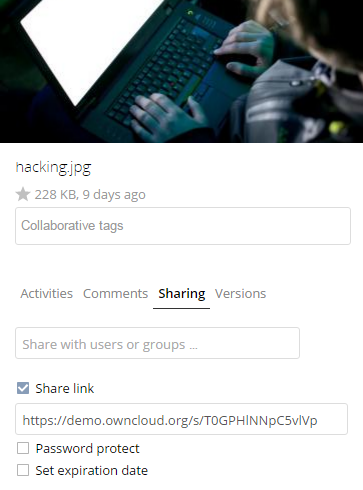 hacking.jpg
228 KB, 9 days ago
Collaborative tags
Activities Comments Sharing Versions
Share with users or groups ...
Share link
https://demo.owncloud.org/s/T0GPHlNNpC5vlVp
Password protect
Set expiration date